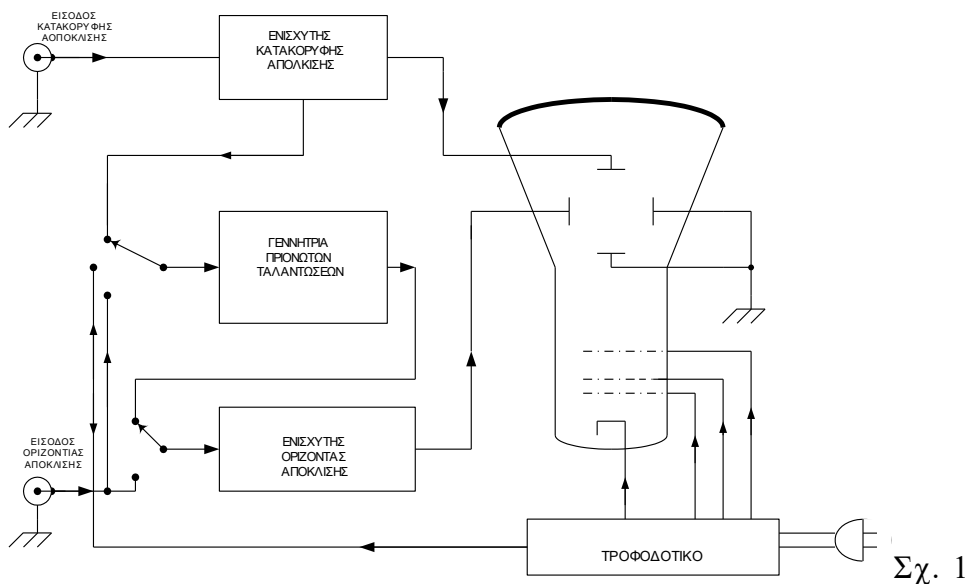 ΕΙΣΟΔΟΣ
ΚΑΤΑΚΟΡΥΦΗΣ
ΑΟΠΟΚΛΙΣΗΣ
ΕΝΙΣΧΥΤΗΣ
ΚΑΤΑΚΟΡΥΦΗΣ
ΑΠΟΛΚΙΣΗΣ
ΓΕΝΝΗΤΡΙΑ
ΠΡΙΟΝΩΤΩΝ
ΤΑΛΑΝΤΩΣΕΩΝ
ΕΙΣΟΔΟΣ
ΟΡΙΖΟΝΤΙΑΣ
ΑΠΟΚΛΙΣΗΣ
ΕΝΙΣΧΥΤΗΣ
ΟΡΙΖΟΝΤΑΣ
ΑΠΟΚΛΙΣΗΣ
ΤΡΟΦΟΔΟΤΙΚΟ
Σχ. 1